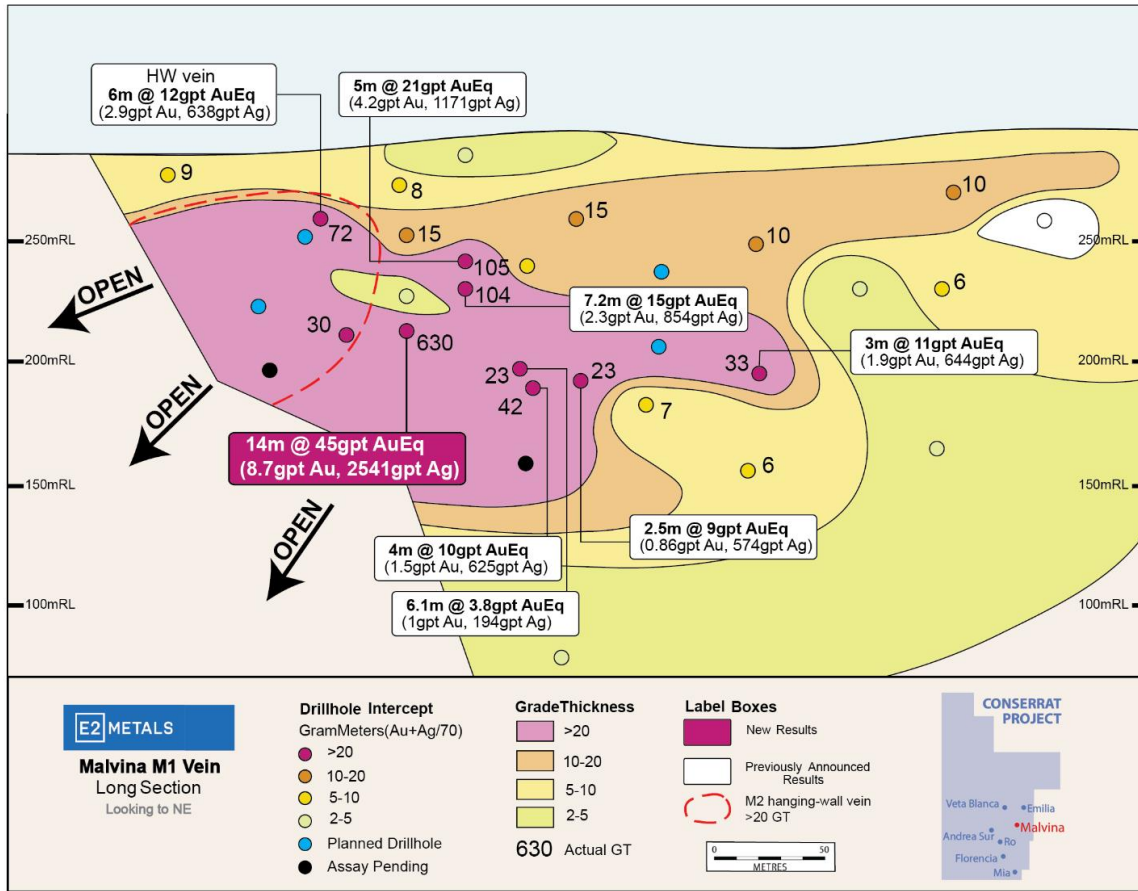 HW vein
6m @ 12gpt AuEq
(2.9gpt Au, 638gpt Ag)
5m @ 21gpt AuEq
(4.2gpt Au, 1171gpt Ag)
9
8
10
15
250mRL
72
15
10
250mRL
105
OPEN
104
6
7.2m @ 15gpt AuEq
(2.3gpt Au, 854gpt Ag)
30
630
3m @ 11gpt AuEq
(1.9gpt Au, 644gpt Ag)
200mRL
23
23
33
200mRL
42
OPEN
7
14m @ 45gpt AuEq
(8.7gpt Au, 2541gpt Ag)
6
150mRL
150mRL
OPEN
2.5m @ 9gpt AuEq
(0.86gpt Au, 574gpt Ag)
4m @ 10gpt AuEq
(1.5gpt Au, 625gpt Ag)
6.1m @ 3.8gpt AuEq
(1gpt Au, 194gpt Ag)
100mRL
100mRL
E2 METALS
Malvina M1 Vein
Long Section
Looking to NE
Drillhole Intercept
GramMeters(Au+Ag/70)
>20
10-20
5-10
2-5
Planned Drillhole
Assay Pending
GradeThickness
>20
10-20
5-10
2-5
630 Actual GT
Label Boxes
New Results
Previously Announced
Results
M2 hanging-wall vein
>20 GT
0 50
METRES
CONSERRAT
PROJECT
Veta Blanca
Emilia
Malvina
Andrea Sur
Ro
Florencia
Mia